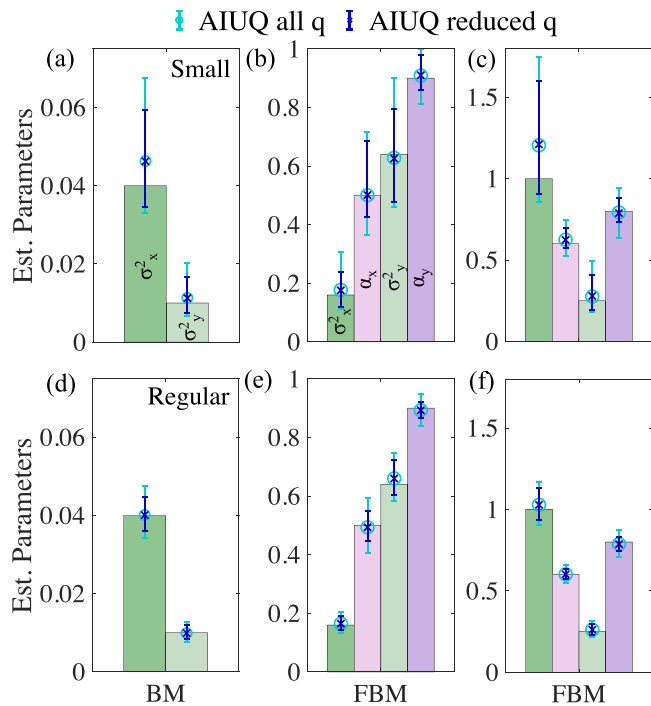 AIUQ all q AIUQ reduced q
(a) Small
Est. Parameters
0.06
0.04
0.01
0
σ²x
σ²y
(b)
1
0.8
0.6
0.4
0.2
0
σ²x
αx
σ²y
αy
(c)
1.5
1
0.5
0
(d) Regular
Est. Parameters
0.06
0.04
0.01
0
BM
(e)
1
0.8
0.6
0.4
0.2
0
FBM
(f)
1.5
1
0.5
0
FBM